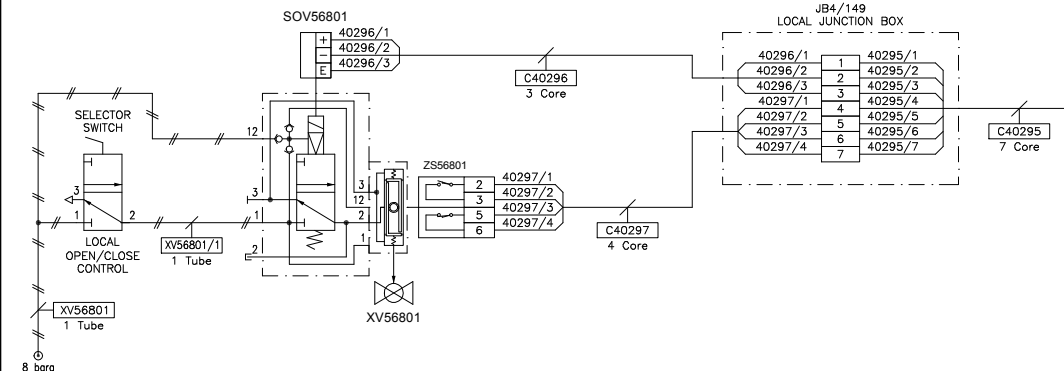 SOV56801
+
−
E
40296/1
40296/2
40296/3
C40296
3 Core
JB4/149
LOCAL JUNCTION BOX
40296/1 1 40295/1
40296/2 2 40295/2
40296/3 3 40295/3
40297/1 4 40295/4
40297/2 5 40295/5
40297/3 6 40295/6
40297/4 7 40295/7
C40295
7 Core
SELECTOR
SWITCH
3
1
2
LOCAL
OPEN/CLOSE
CONTROL
XV56801/1
1 Tube
12
3
1
2
3
12
2
1
ZS56801
2 40297/1
3 40297/2
5 40297/3
6 40297/4
C40297
4 Core
XV56801
XV56801
1 Tube
8 barg